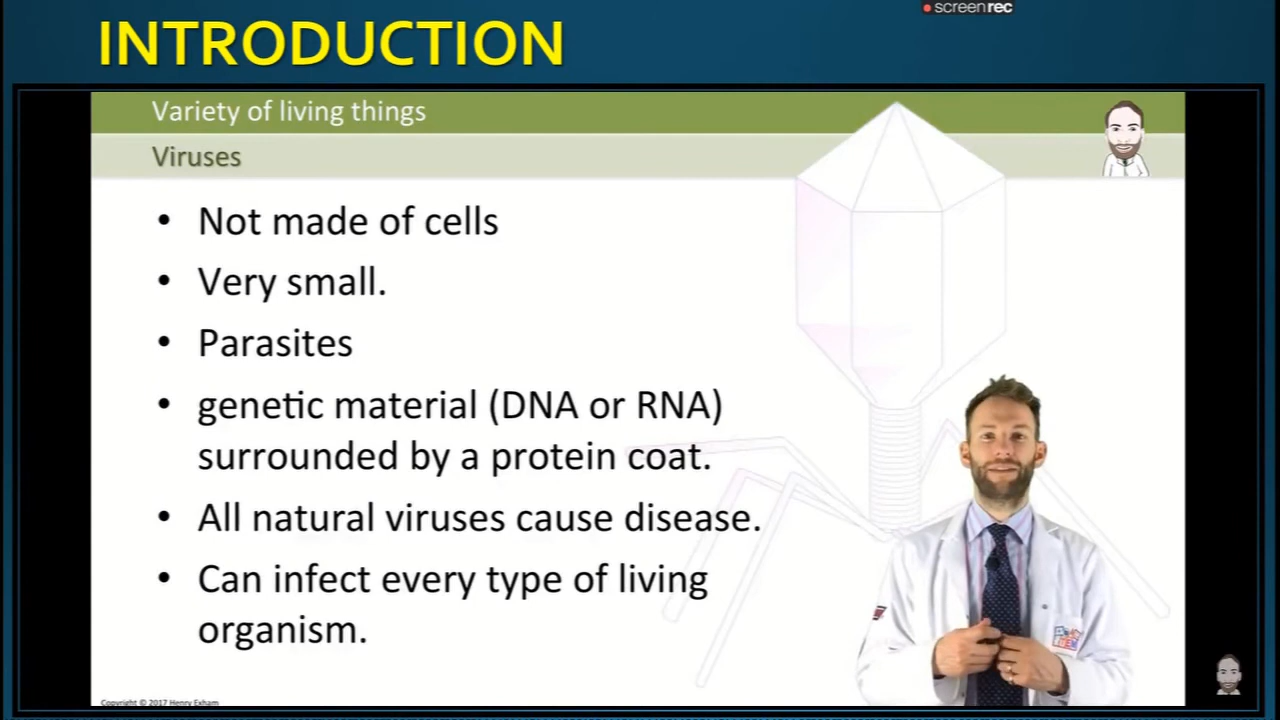 screenrec
INTRODUCTION
Variety of living things
Viruses
• Not made of cells
• Very small.
• Parasites
• genetic material (DNA or RNA)
surrounded by a protein coat.
• All natural viruses cause disease.
• Can infect every type of living
organism.
Copyright © 2017 Henry Exham